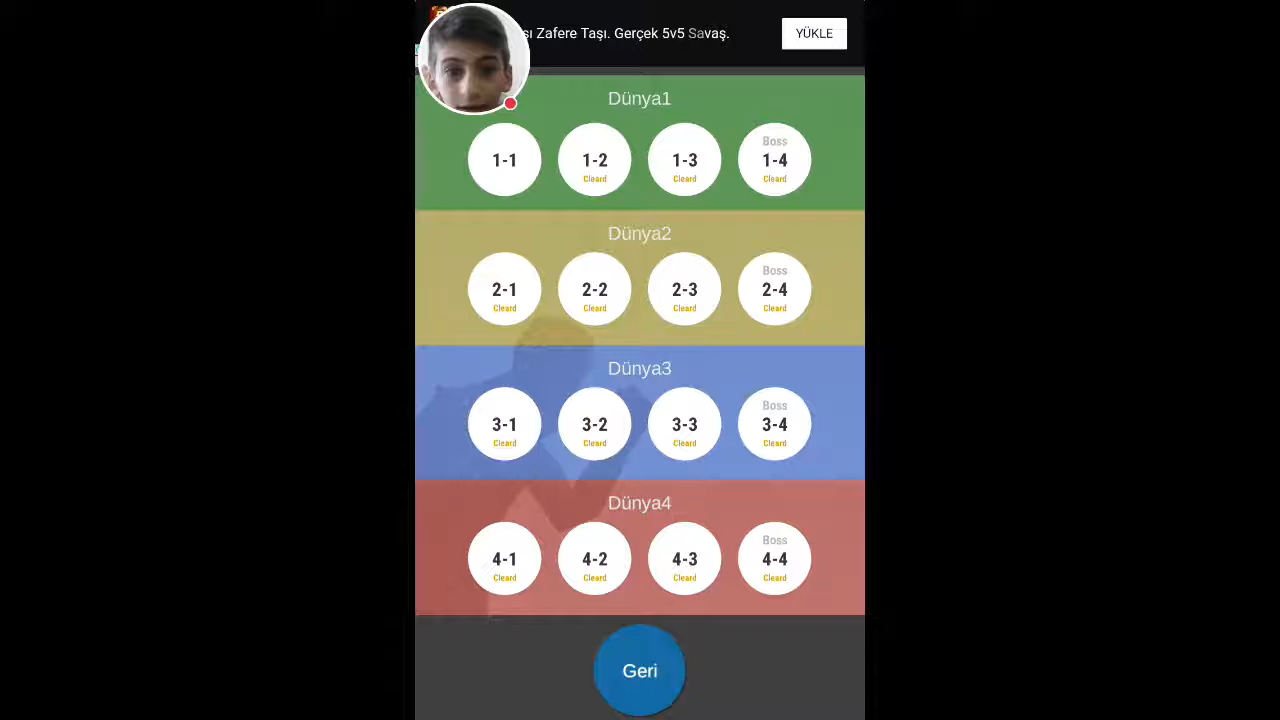 Zafere Taşı. Gerçek 5v5 Savaş.
YÜKLE
Dünya1
1-1
1-2
Cleard
1-3
Cleard
Boss
1-4
Cleard
Dünya2
2-1
Cleard
2-2
Cleard
2-3
Cleard
Boss
2-4
Cleard
Dünya3
3-1
Cleard
3-2
Cleard
3-3
Cleard
Boss
3-4
Cleard
Dünya4
4-1
Cleard
4-2
Cleard
4-3
Cleard
Boss
4-4
Cleard
Geri